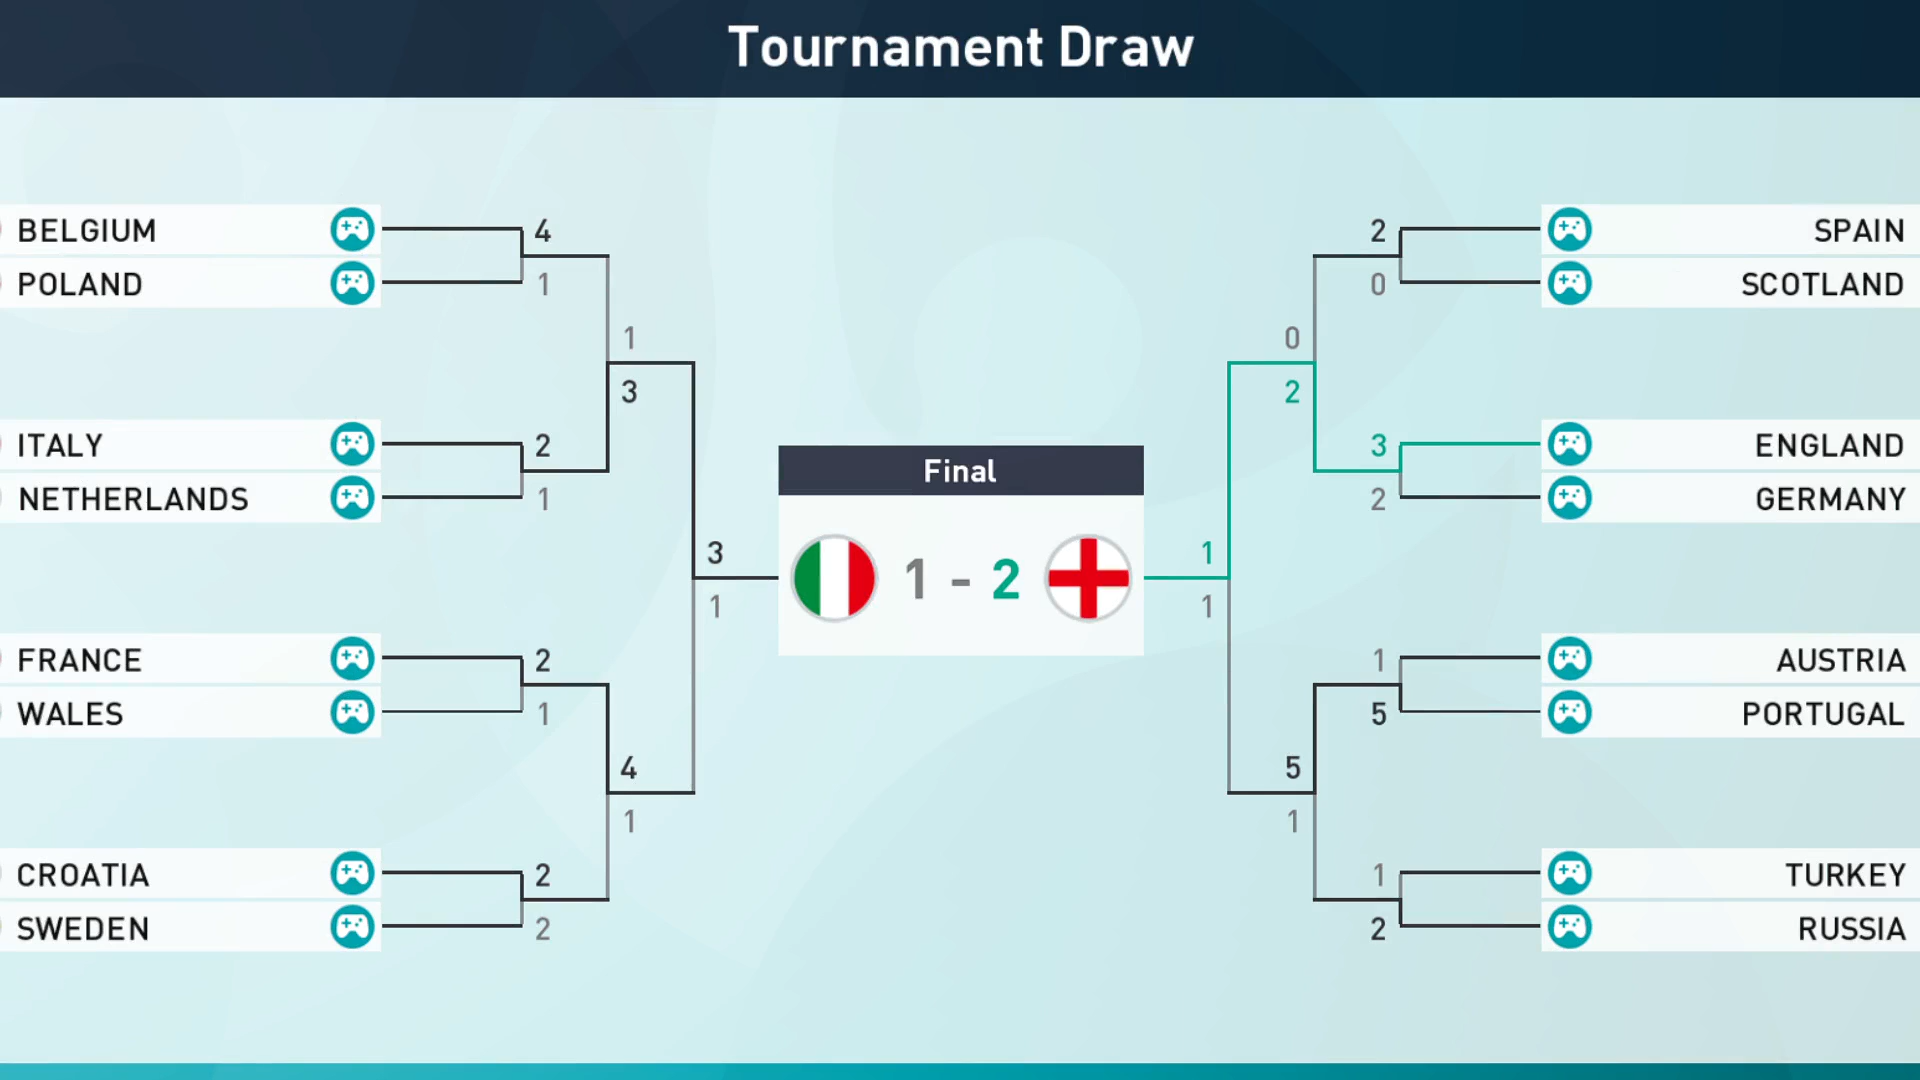 Tournament Draw
BELGIUM 4
POLAND 1
1
3
ITALY 2
NETHERLANDS 1
3
1
FRANCE 2
WALES 1
4
1
CROATIA 2
SWEDEN 2
Final
1 - 2
2 SPAIN
0 SCOTLAND
0
2
3 ENGLAND
2 GERMANY
1
1
1 AUSTRIA
5 PORTUGAL
5
1
1 TURKEY
2 RUSSIA